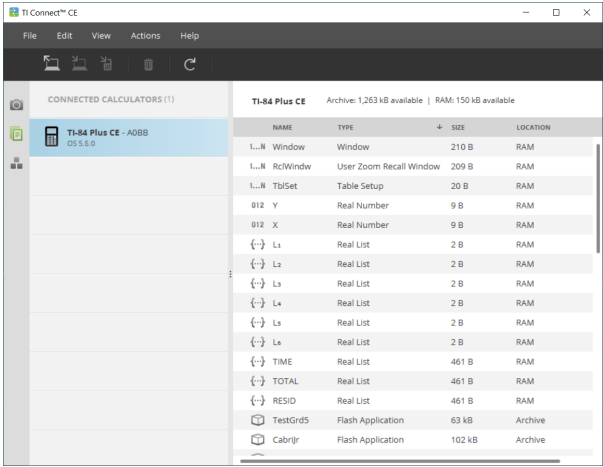 TI Connect™ CE
File Edit View Actions Help
CONNECTED CALCULATORS (1)
TI-84 Plus CE - A0BB
OS 5.6.0
TI-84 Plus CE Archive: 1,263 kB available | RAM: 150 kB available
NAME TYPE SIZE LOCATION
1...N Window Window 210 B RAM
1...N RclWindw User Zoom Recall Window 209 B RAM
1...N TblSet Table Setup 20 B RAM
012 Y Real Number 9 B RAM
012 X Real Number 9 B RAM
{...} L₁ Real List 2 B RAM
{...} L₂ Real List 2 B RAM
{...} L₃ Real List 2 B RAM
{...} L₄ Real List 2 B RAM
{...} L₅ Real List 2 B RAM
{...} L₆ Real List 2 B RAM
{...} TIME Real List 461 B RAM
{...} TOTAL Real List 461 B RAM
{...} RESID Real List 461 B RAM
TestGrd5 Flash Application 63 kB Archive
CabriJr Flash Application 102 kB Archive